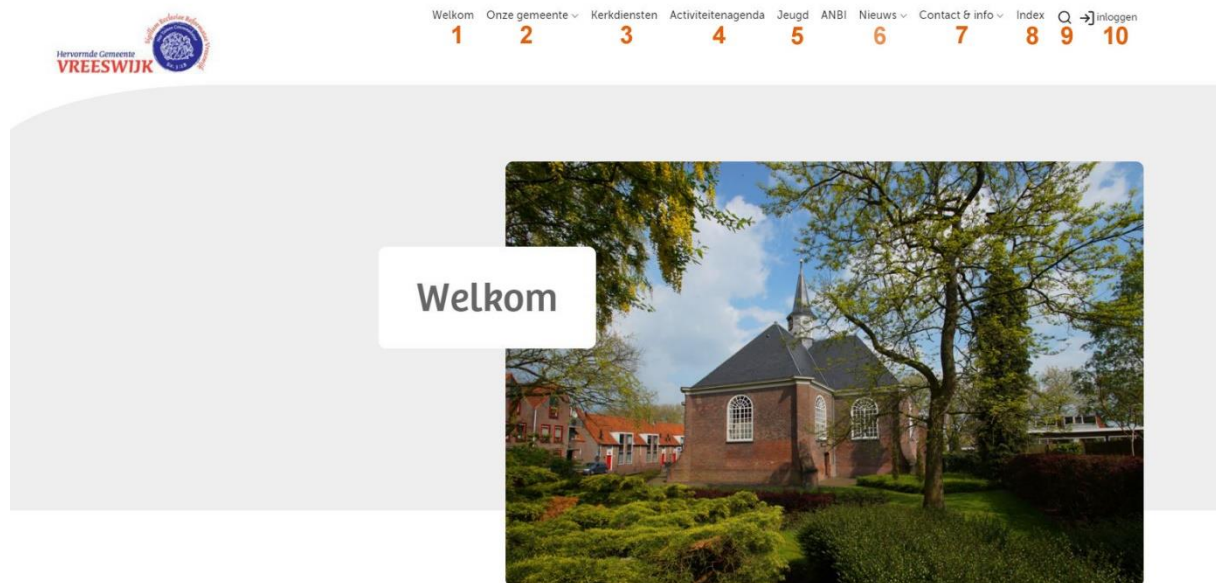 Welkom Onze gemeente Kerkdiensten Activiteitenagenda Jeugd ANBI Nieuws Contact & info Index inloggen
1 2 3 4 5 6 7 8 9 10
Hervormde Gemeente
VREESWIJK
Welkom